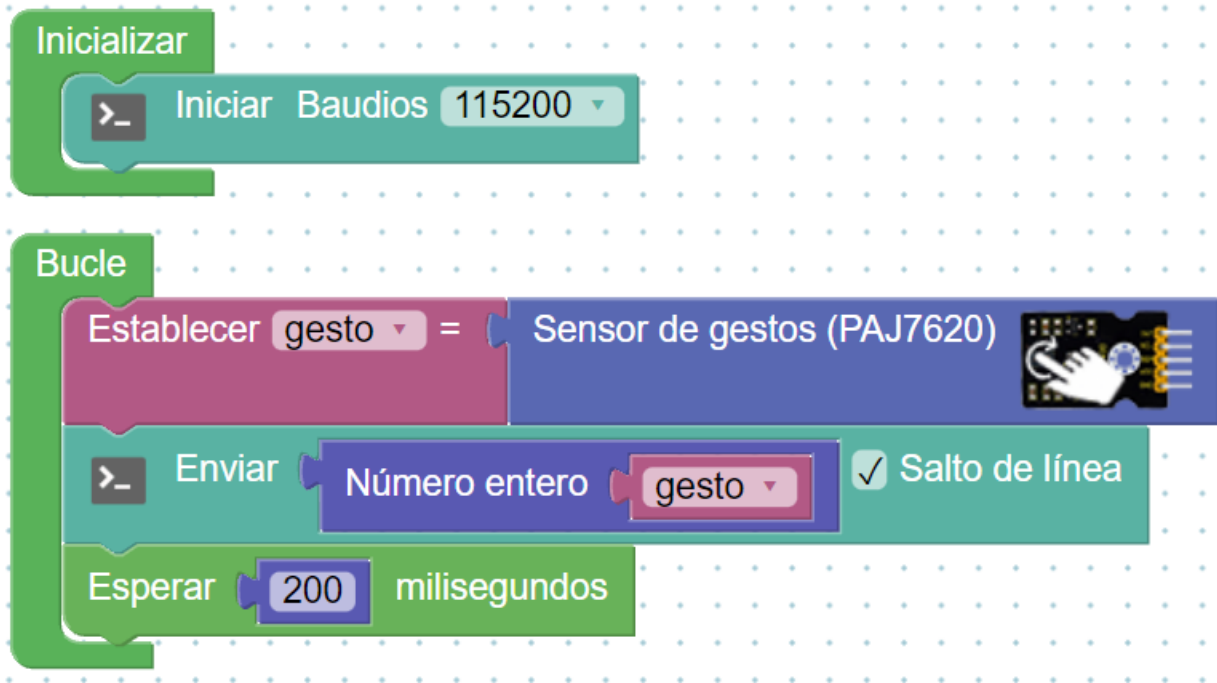 Inicializar
>_ Iniciar Baudios 115200
Bucle
Establecer gesto = Sensor de gestos (PAJ7620)
>_ Enviar Número entero gesto ✓ Salto de línea
Esperar 200 milisegundos